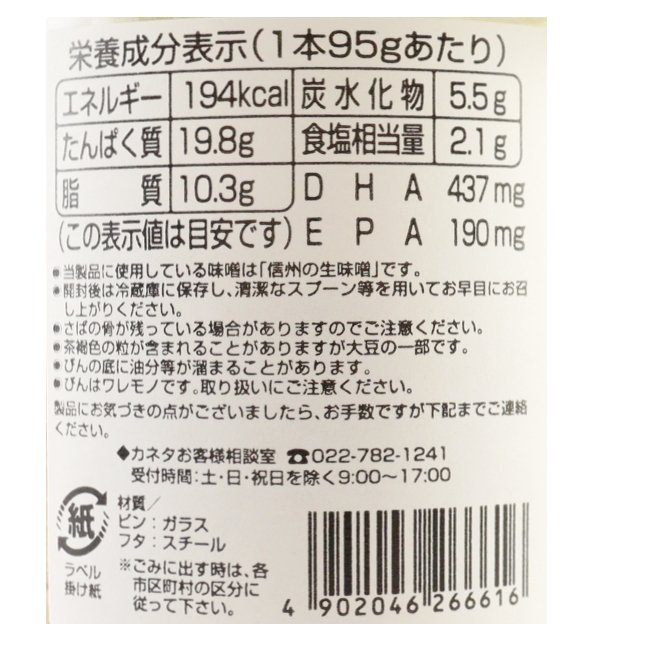 栄養成分表示(1本95gあたり)
エネルギー 194kcal 炭水化物 5.5g
たんぱく質 19.8g 食塩相当量 2.1g
脂質 10.3g DHA 437mg
(この表示値は目安です) EPA 190mg
●当製品に使用している味噌は「信州の生味噌」です。
●開封後は冷蔵庫に保存し、清潔なスプーン等を用いてお早目にお召
し上がりください。
●さばの骨が残っている場合がありますのでご注意ください。
●茶褐色の粒が含まれることがありますが大豆の一部です。
●びんの底に油分等が溜まることがあります。
●びんはワレモノです。取り扱いにご注意ください。
製品にお気づきの点がございましたら、お手数ですが下記までご連絡
ください。
◆カネタお客様相談室 ☎022-782-1241
受付時間:土・日・祝日を除く9:00〜17:00
紙
ラベル
掛け紙
材質/
ビン:ガラス
フタ:スチール
※ごみに出す時は、各
市区町村の区分に
従って下さい。
4 902046 266616